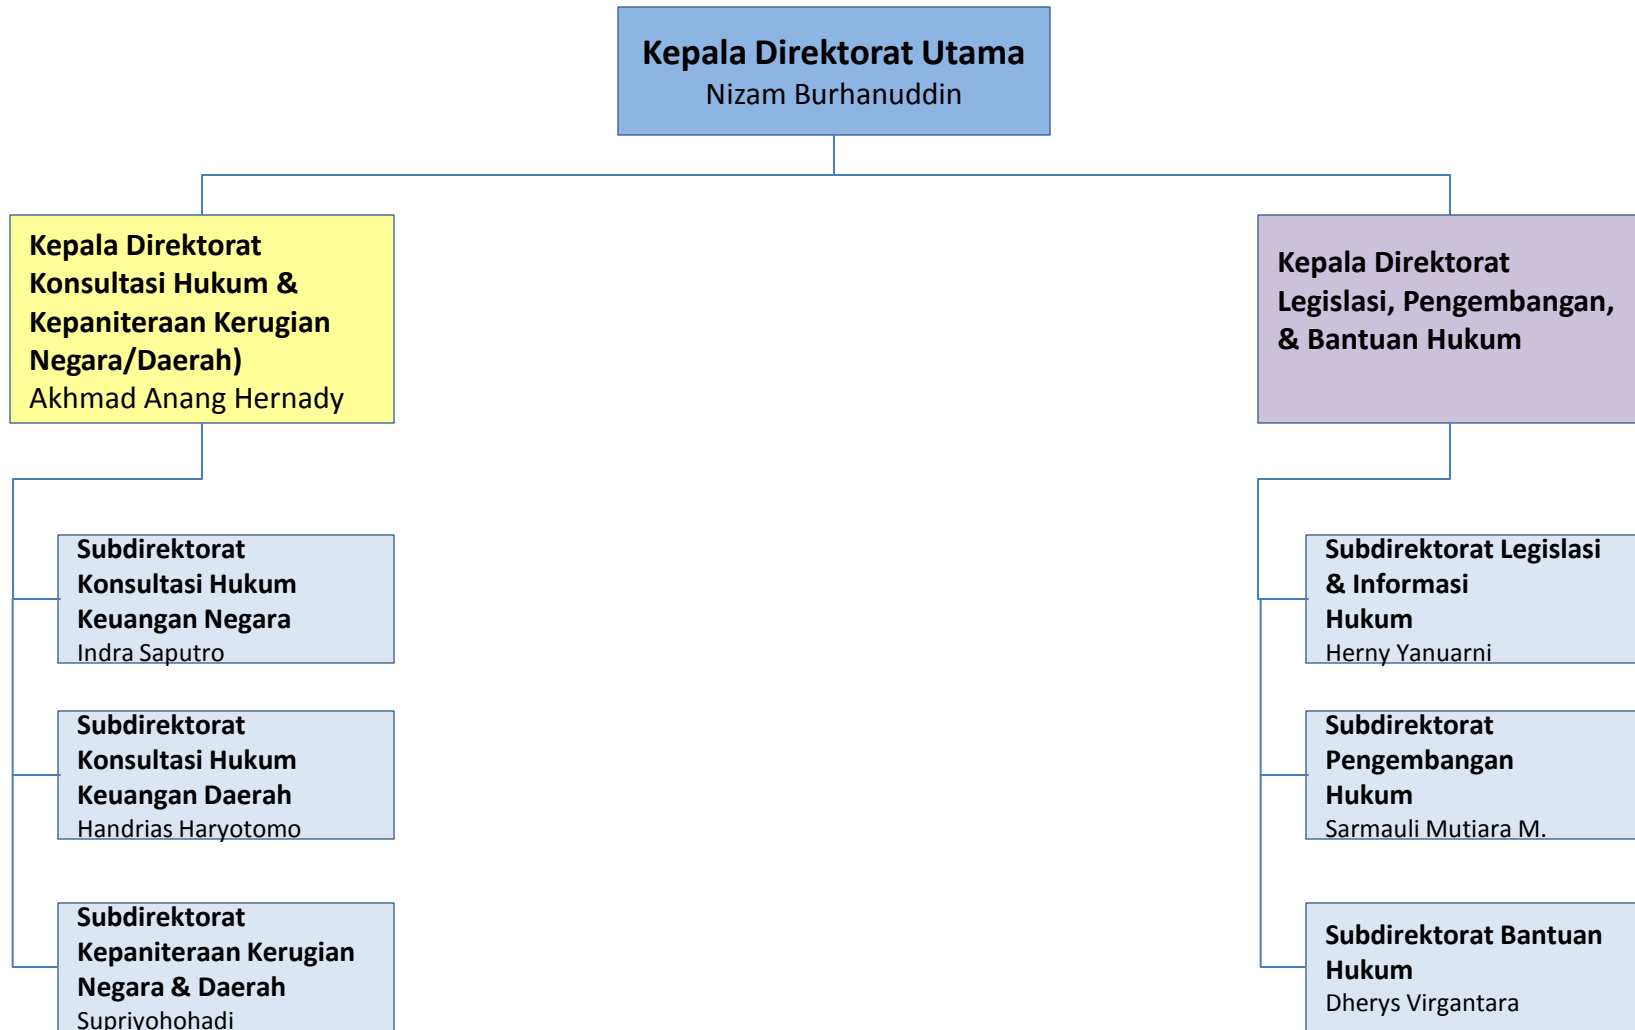 Kepala Direktorat Utama
Nizam Burhanuddin
Kepala Direktorat
Konsultasi Hukum &
Kepaniteraan Kerugian
Negara/Daerah)
Akhmad Anang Hernady
Kepala Direktorat
Legislasi, Pengembangan,
& Bantuan Hukum
Subdirektorat
Konsultasi Hukum
Keuangan Negara
Indra Saputro
Subdirektorat
Konsultasi Hukum
Keuangan Daerah
Handrias Haryotomo
Subdirektorat
Kepaniteraan Kerugian
Negara & Daerah
Supriyohohadi
Subdirektorat Legislasi
& Informasi
Hukum
Herny Yanuarni
Subdirektorat
Pengembangan
Hukum
Sarmauli Mutiara M.
Subdirektorat Bantuan
Hukum
Dherys Virgantara